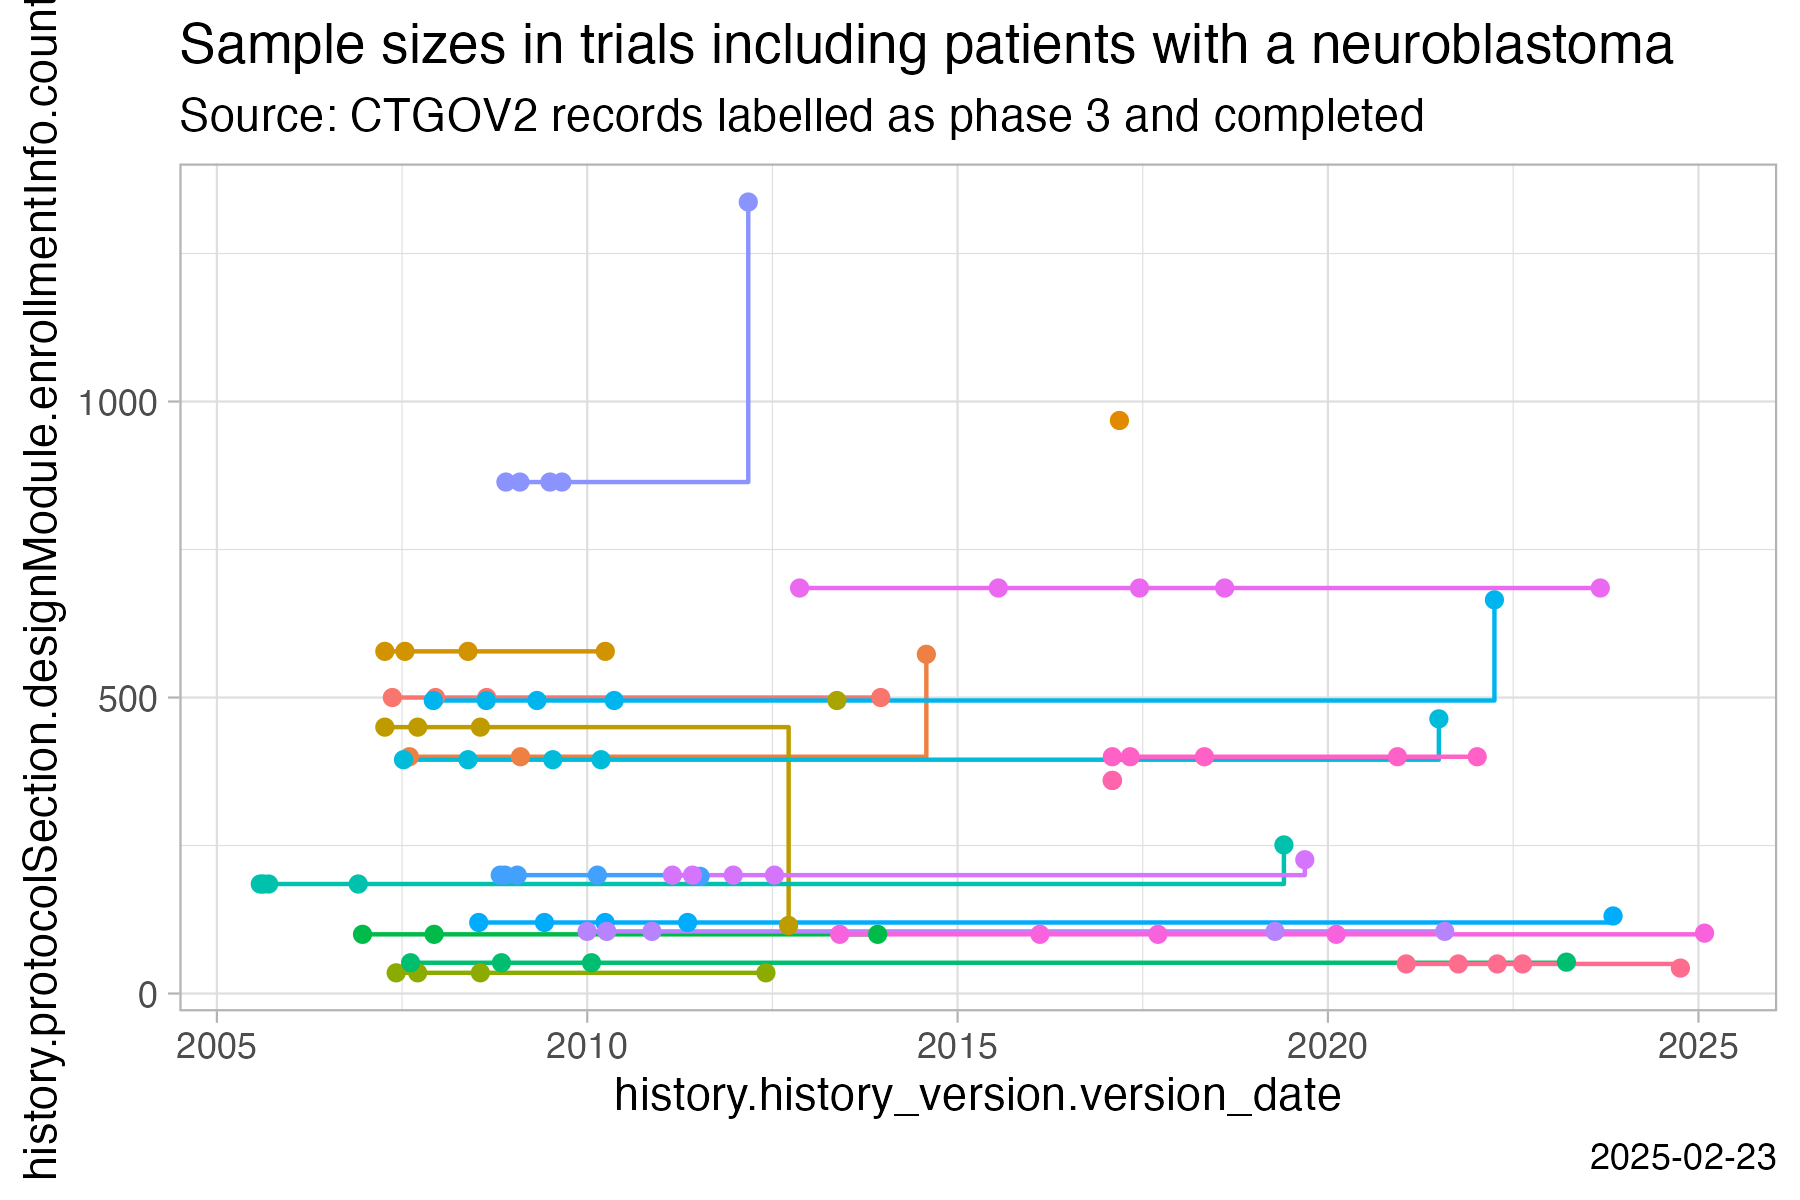 Sample sizes in trials including patients with a neuroblastoma
Source: CTGOV2 records labelled as phase 3 and completed
history.protocolSection.designModule.enrollmentInfo.count
1000
500
0
2005 2010 2015 2020 2025
history.history_version.version_date
2025-02-23